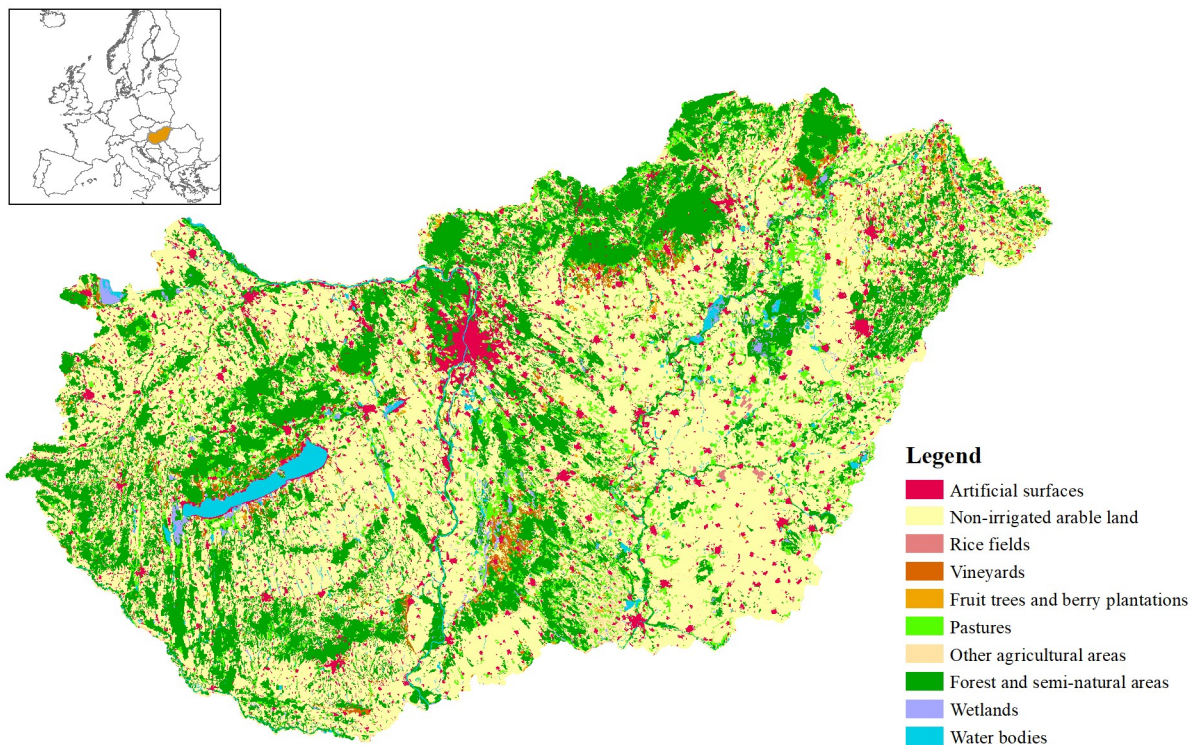 Legend
Artificial surfaces
Non-irrigated arable land
Rice fields
Vineyards
Fruit trees and berry plantations
Pastures
Other agricultural areas
Forest and semi-natural areas
Wetlands
Water bodies